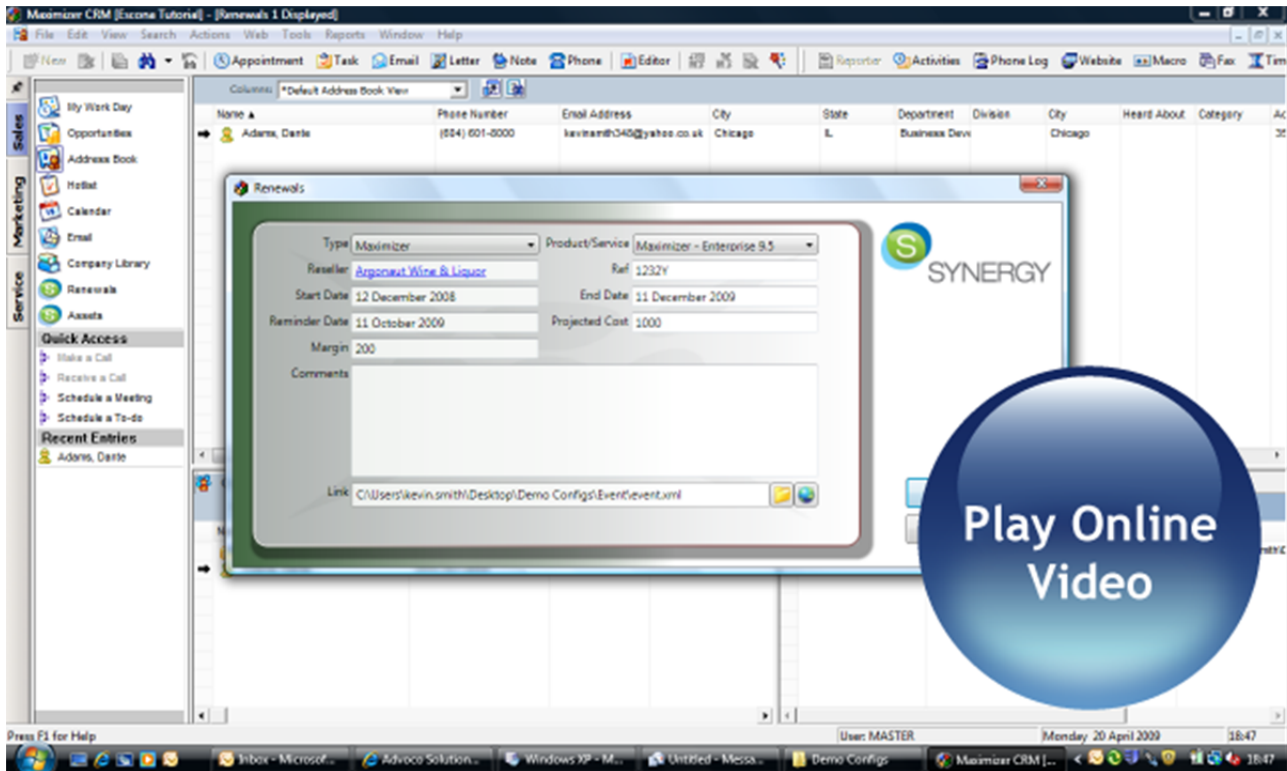 Maximizer CRM [Escona Tutorial] - [Renewals 1 Displayed]
File Edit View Search Actions Web Tools Reports Window Help
New Appointment Task Email Letter Note Phone Editor Reporter Activities Phone Log Website Macro Fax Tim
Columns: *Default Address Book View
Name Phone Number Email Address City State Department Division City Heard About Category Ac
Adams, Dante (604) 601-8000 kevinsmith348@yahoo.co.uk Chicago IL Business Deve Chicago
Sales
Marketing
Service
My Work Day
Opportunities
Address Book
Hotlist
Calendar
Email
Company Library
Renewals
Assets
Quick Access
Make a Call
Receive a Call
Schedule a Meeting
Schedule a To-do
Recent Entries
Adams, Dante
Renewals
Type Maximizer Product/Service Maximizer - Enterprise 9.5
Reseller Argonaut Wine & Liquor Ref 1232Y
Start Date 12 December 2008 End Date 11 December 2009
Reminder Date 11 October 2009 Projected Cost 1000
Margin 200
Comments
Link C:\Users\kevin.smith\Desktop\Demo Configs\Event\event.xml
S SYNERGY
Play Online
Video
Press F1 for Help User: MASTER Monday 20 April 2009 18:47
Inbox - Microsof... Advoco Solution... Windows XP - M... Untitled - Messa... Demo Configs Maximizer CRM [... 18:47